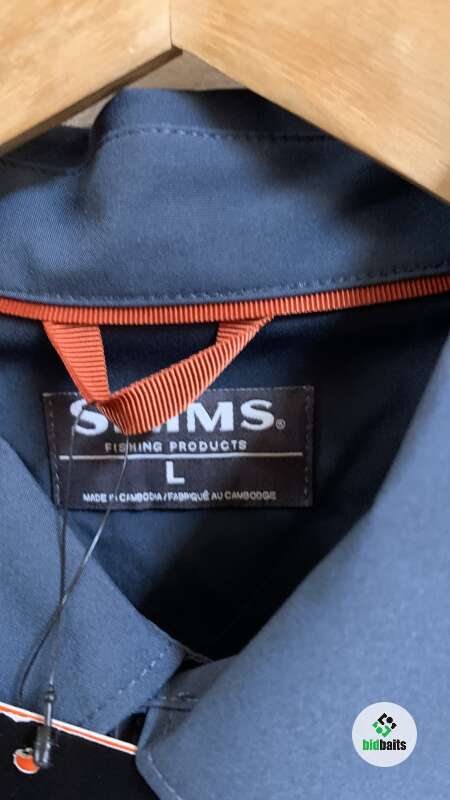 SIMMS®
FISHING PRODUCTS
L
MADE IN CAMBODIA/FABRIQUÉ AU CAMBODGE
bidbaits